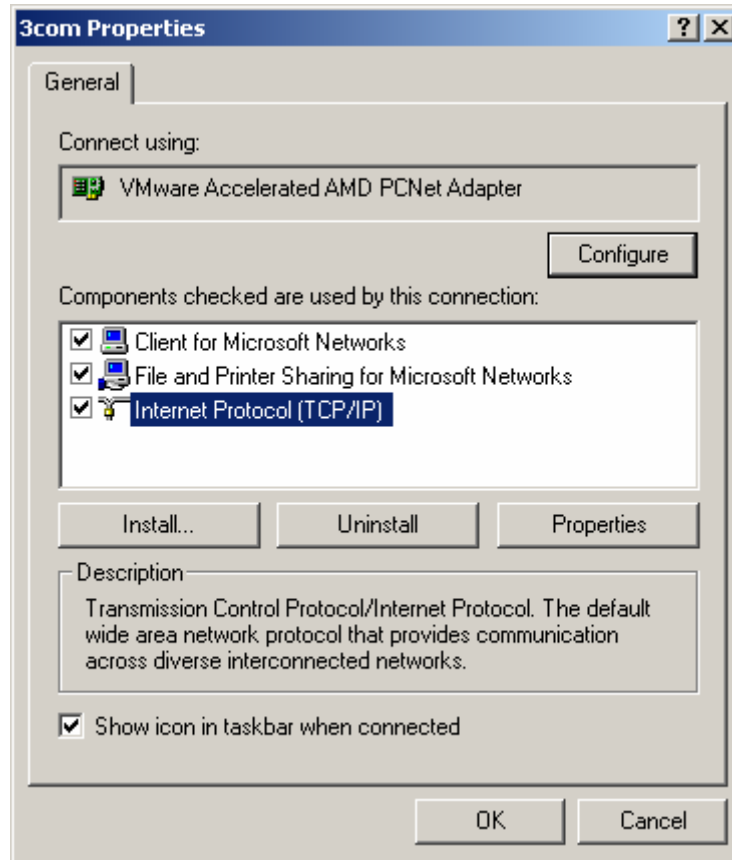 3com Properties
General
Connect using:
VMware Accelerated AMD PCNet Adapter
Configure
Components checked are used by this connection:
Client for Microsoft Networks
File and Printer Sharing for Microsoft Networks
Internet Protocol (TCP/IP)
Install... Uninstall Properties
Description
Transmission Control Protocol/Internet Protocol. The default
wide area network protocol that provides communication
across diverse interconnected networks.
Show icon in taskbar when connected
OK Cancel